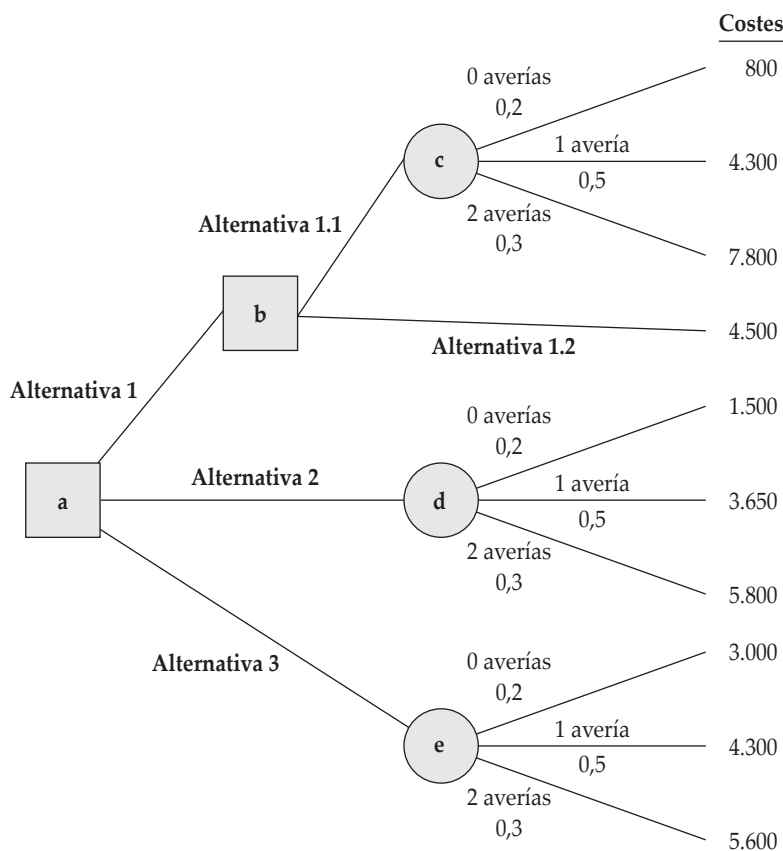 Costes
0 averías
0,2
800
c
1 avería
0,5
4.300
2 averías
0,3
7.800
Alternativa 1.1
b
Alternativa 1.2
4.500
Alternativa 1
0 averías
0,2
1.500
a
Alternativa 2
d
1 avería
0,5
3.650
2 averías
0,3
5.800
Alternativa 3
0 averías
0,2
3.000
e
1 avería
0,5
4.300
2 averías
0,3
5.600